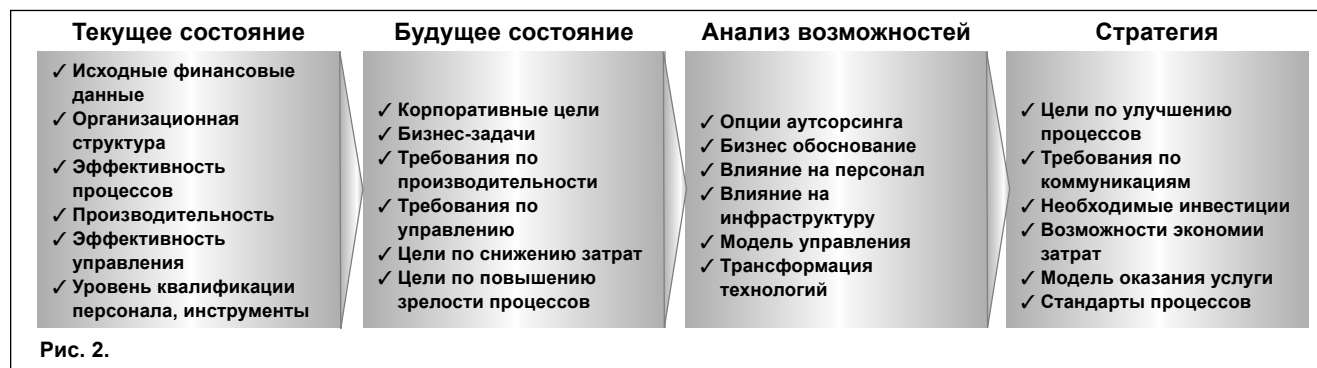 Текущее состояние
✓ Исходные финансовые
данные
✓ Организационная
структура
✓ Эффективность
процессов
✓ Производительность
✓ Эффективность
управления
✓ Уровень квалификации
персонала, инструменты
Будущее состояние
✓ Корпоративные цели
✓ Бизнес-задачи
✓ Требования по
производительности
✓ Требования по
управлению
✓ Цели по снижению затрат
✓ Цели по повышению
зрелости процессов
Анализ возможностей
✓ Опции аутсорсинга
✓ Бизнес обоснование
✓ Влияние на персонал
✓ Влияние на
инфраструктуру
✓ Модель управления
✓ Трансформация
технологий
Стратегия
✓ Цели по улучшению
процессов
✓ Требования по
коммуникациям
✓ Необходимые инвестиции
✓ Возможности экономии
затрат
✓ Модель оказания услуги
✓ Стандарты процессов
Рис. 2.